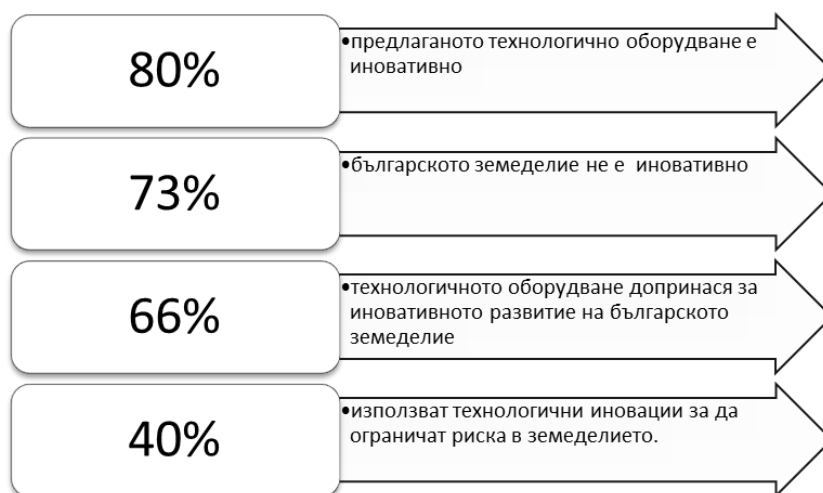 80%
•предлаганото технологично оборудване е
иновативно
73%
•българското земеделие не е иновативно
66%
•технологичното оборудване допринася за
иновативното развитие на българското
земеделие
40%
•използват технологични иновации за да
ограничат риска в земеделието.